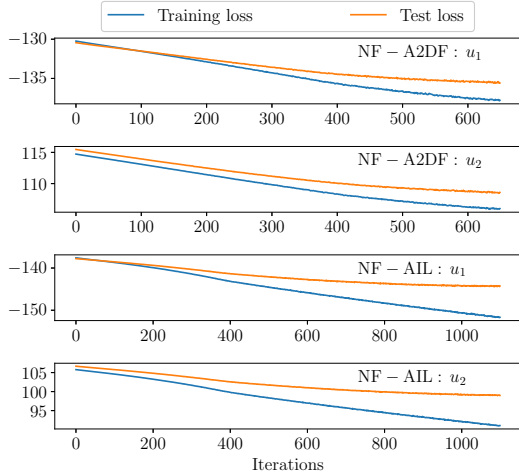 Training loss Test loss
−130
−135
NF − A2DF : u₁
0 100 200 300 400 500 600
115
110
NF − A2DF : u₂
0 100 200 300 400 500 600
−140
−150
NF − AIL : u₁
0 200 400 600 800 1000
105
100
95
NF − AIL : u₂
0 200 400 600 800 1000
Iterations